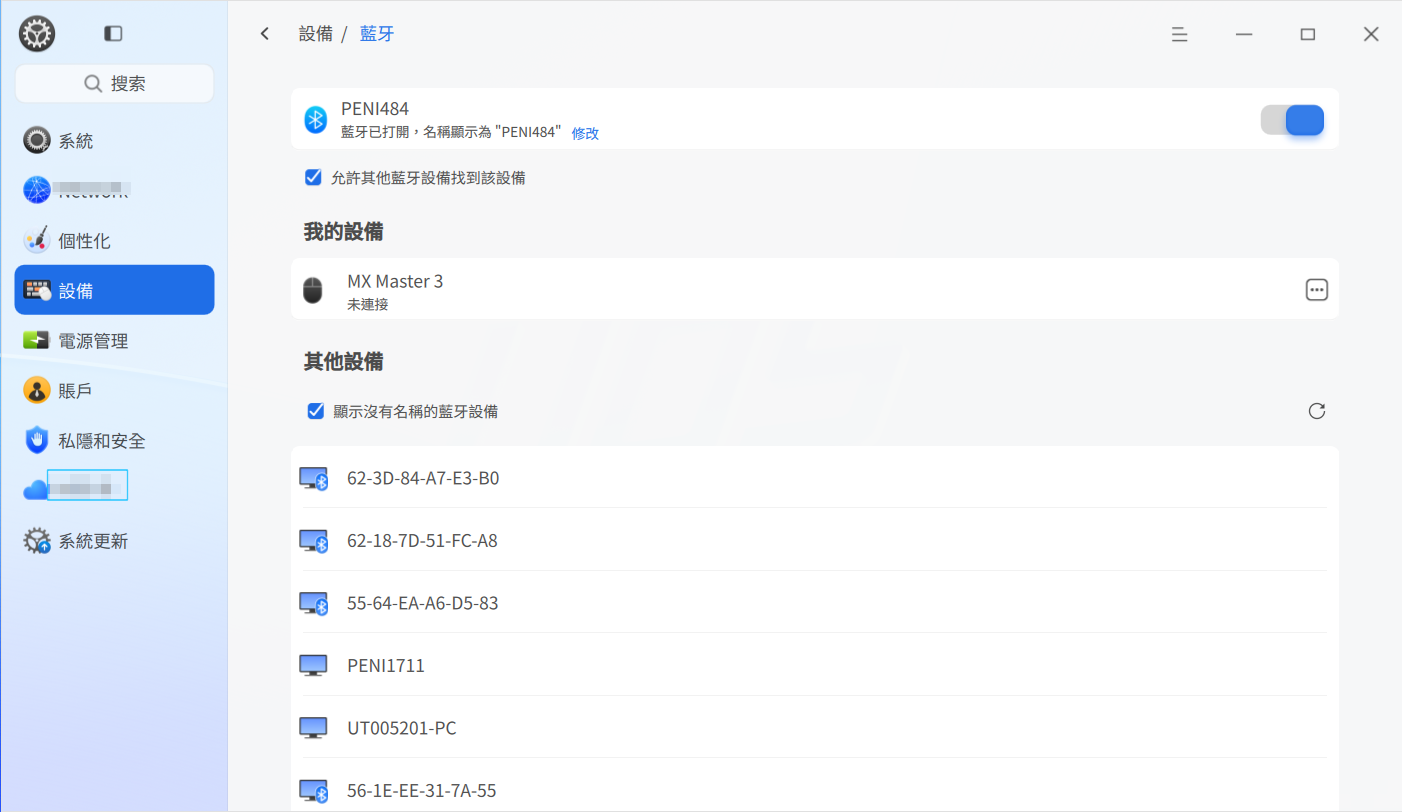 設備 / 藍牙
搜索
系統
Network
個性化
設備
電源管理
賬戶
私隱和安全
系統更新
PENI484
藍牙已打開，名稱顯示為 "PENI484" 修改
允許其他藍牙設備找到該設備
我的設備
MX Master 3
未連接
其他設備
顯示沒有名稱的藍牙設備
62-3D-84-A7-E3-B0
62-18-7D-51-FC-A8
55-64-EA-A6-D5-83
PENI1711
UT005201-PC
56-1E-EE-31-7A-55